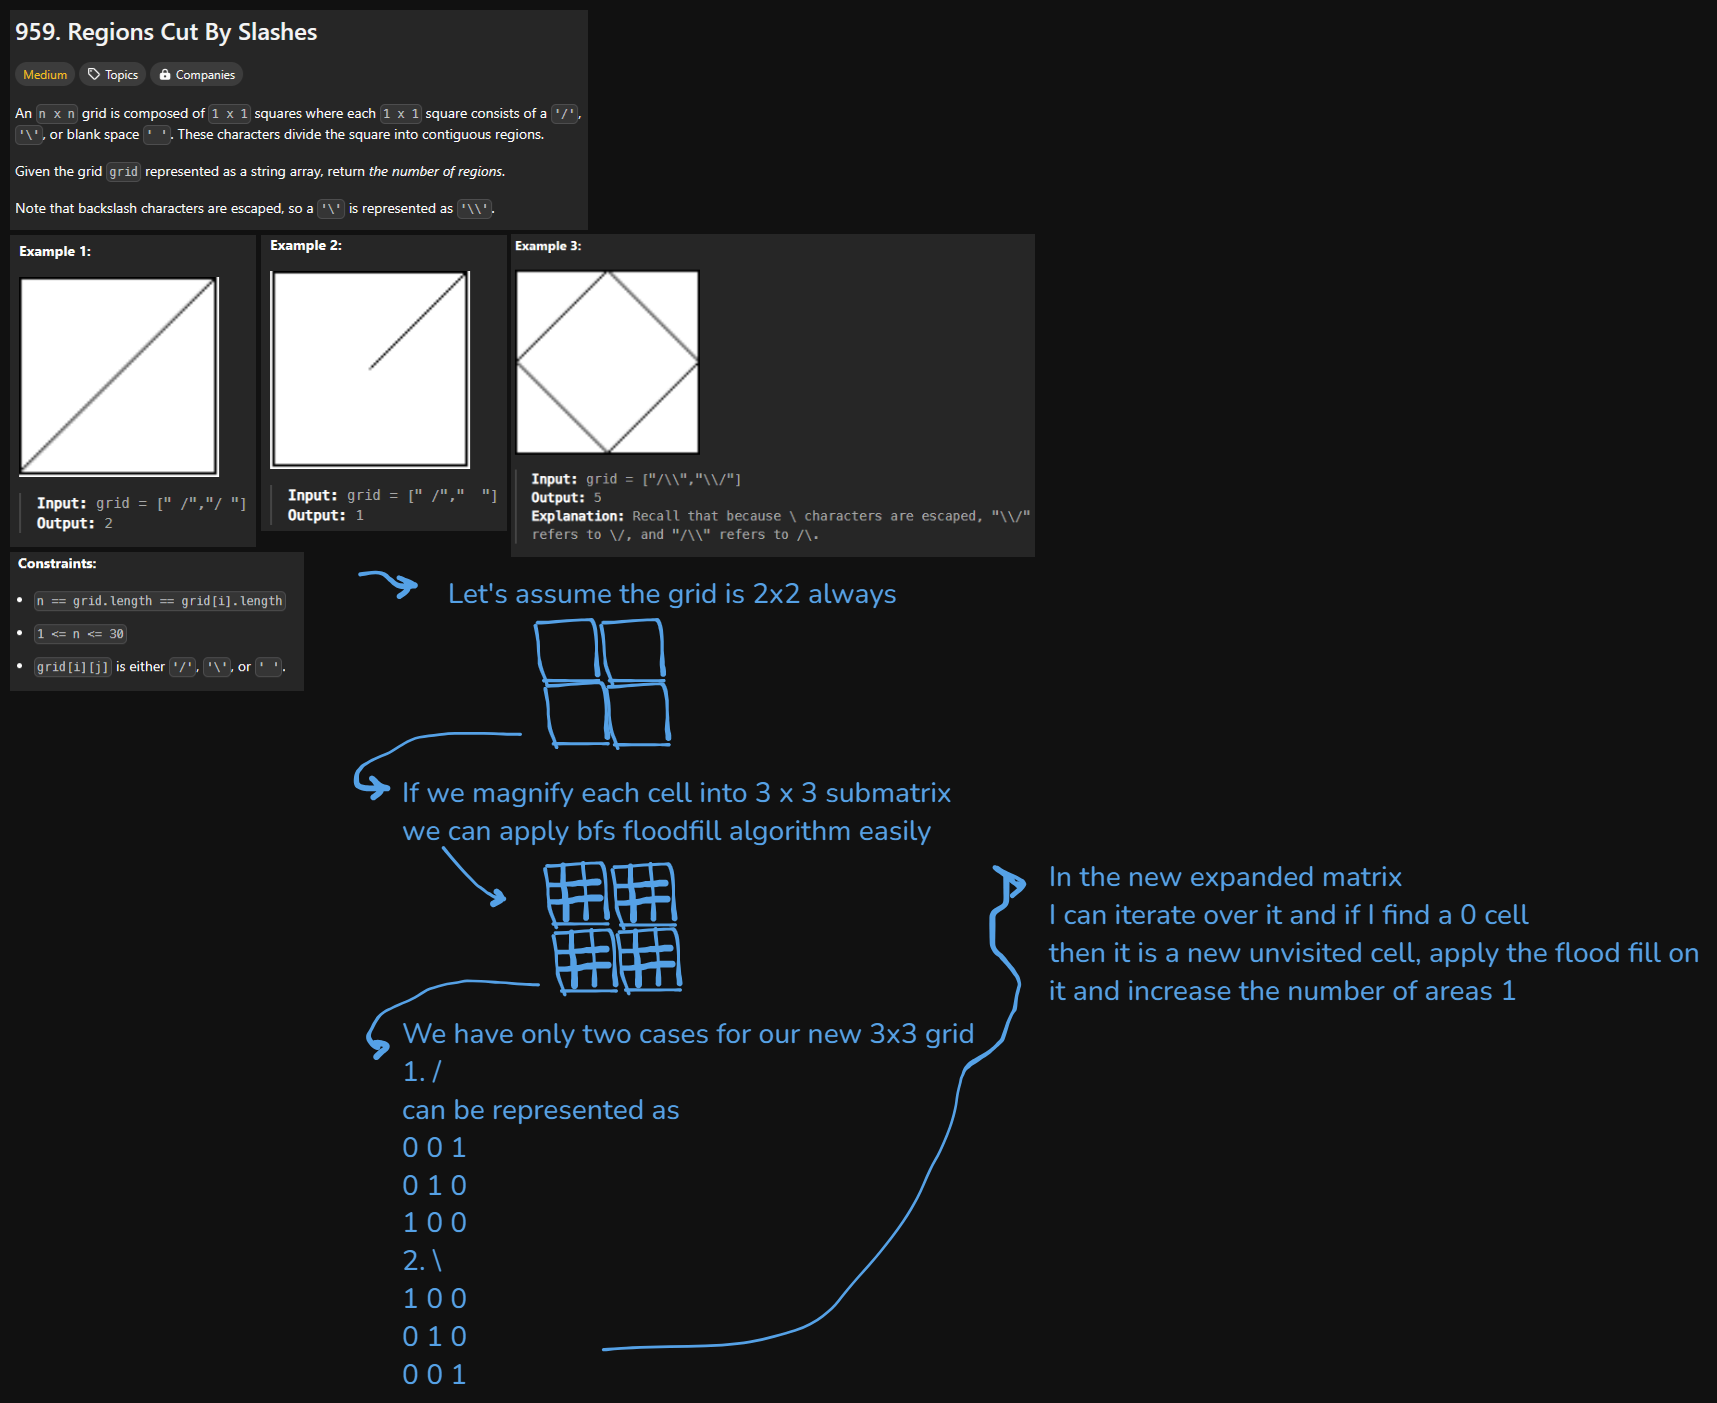 959. Regions Cut By Slashes
Medium Topics Companies
An n x n grid is composed of 1 x 1 squares where each 1 x 1 square consists of a '/',
'\', or blank space ' '. These characters divide the square into contiguous regions.
Given the grid grid represented as a string array, return the number of regions.
Note that backslash characters are escaped, so a '\' is represented as '\\'.
Example 1:
Input: grid = [" /","/ "]
Output: 2
Example 2:
Input: grid = [" /","  "]
Output: 1
Example 3:
Input: grid = ["/\\","\\/"]
Output: 5
Explanation: Recall that because \ characters are escaped, "\\/"
refers to \/, and "/\\" refers to /\.
Constraints:
n == grid.length == grid[i].length
1 <= n <= 30
grid[i][j] is either '/', '\', or ' '.
Let's assume the grid is 2x2 always
If we magnify each cell into 3 x 3 submatrix
we can apply bfs floodfill algorithm easily
We have only two cases for our new 3x3 grid
1. /
can be represented as
0 0 1
0 1 0
1 0 0
2. \
1 0 0
0 1 0
0 0 1
In the new expanded matrix
I can iterate over it and if I find a 0 cell
then it is a new unvisited cell, apply the flood fill on
it and increase the number of areas 1